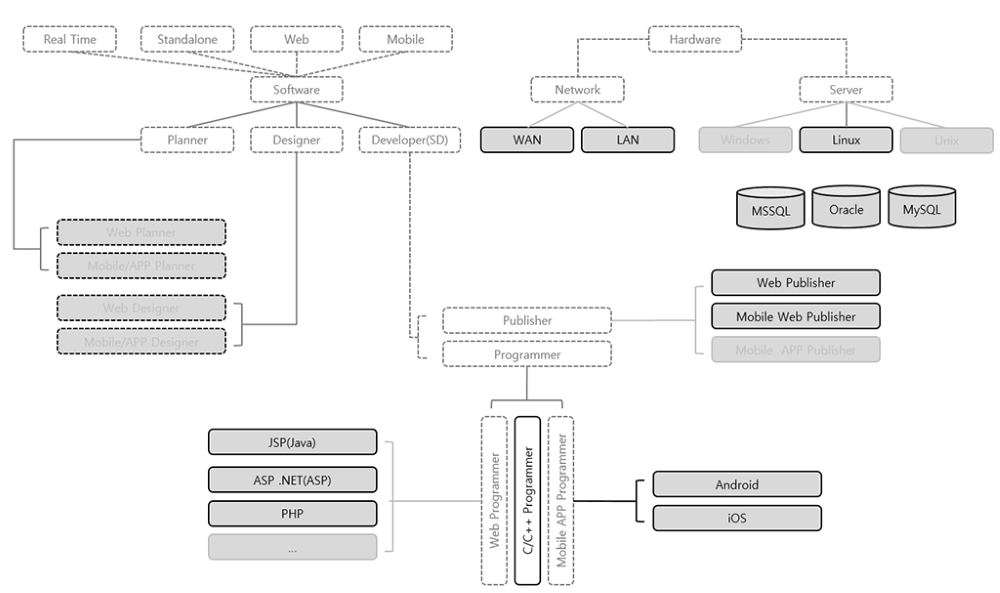 Real Time
Standalone
Web
Mobile
Hardware
Software
Network
Server
Planner
Designer
Developer(SD)
WAN
LAN
Windows
Linux
Unix
MSSQL
Oracle
MySQL
Web Planner
Mobile/APP Planner
Web Designer
Mobile/APP Designer
Publisher
Programmer
Web Publisher
Mobile Web Publisher
Mobile APP Publisher
JSP(Java)
ASP .NET(ASP)
PHP
...
Web Programmer
C/C++ Programmer
Mobile APP Programmer
Android
iOS